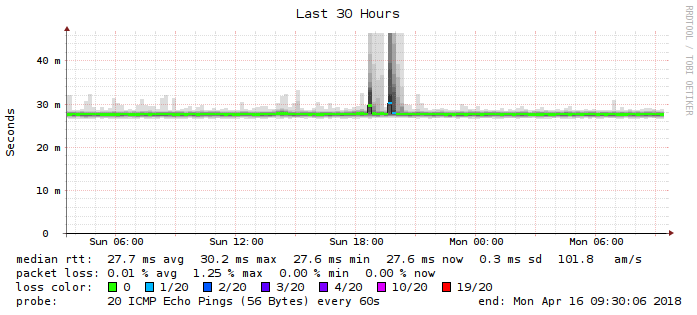 Last 30 Hours
RRDTOOL / TOBI OETIKER
Seconds
40 m
30 m
20 m
10 m
0
Sun 06:00 Sun 12:00 Sun 18:00 Mon 00:00 Mon 06:00
median rtt: 27.7 ms avg 30.2 ms max 27.6 ms min 27.6 ms now 0.3 ms sd 101.8 am/s
packet loss: 0.01 % avg 1.25 % max 0.00 % min 0.00 % now
loss color: 0 1/20 2/20 3/20 4/20 10/20 19/20
probe: 20 ICMP Echo Pings (56 Bytes) every 60s end: Mon Apr 16 09:30:06 2018